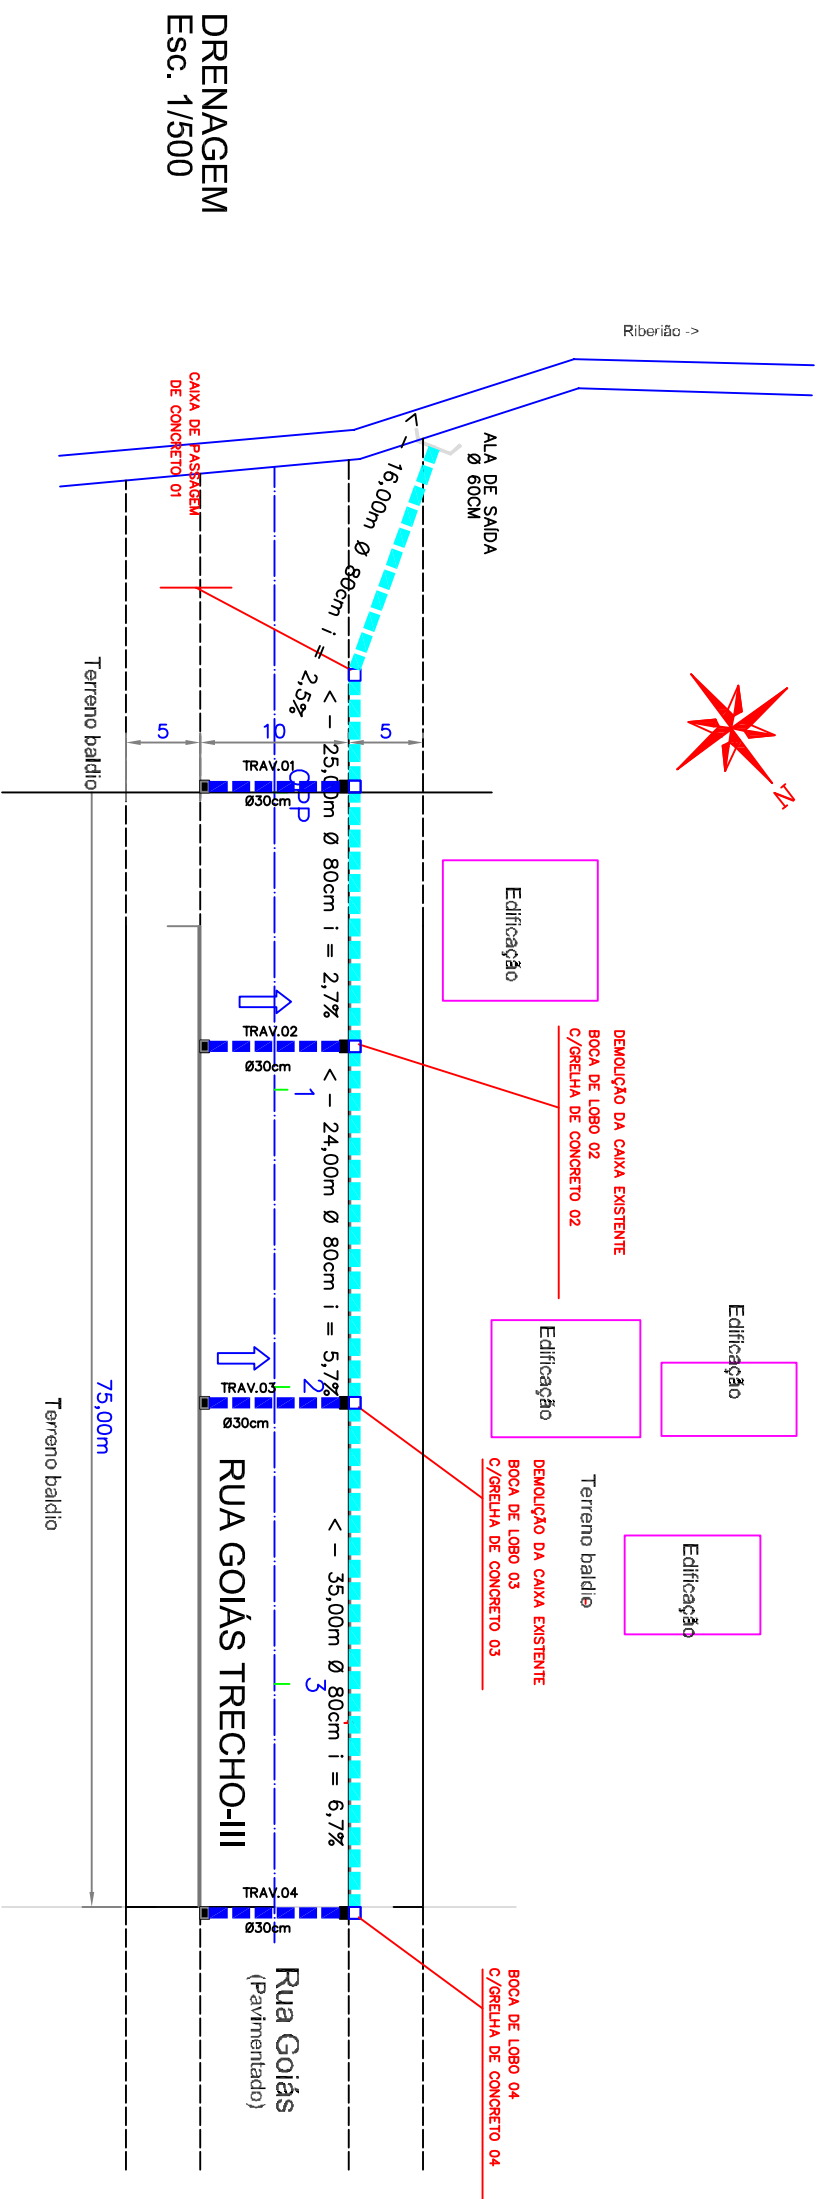 DRENAGEM
Esc. 1/500
Riberião ->
ALA DE SAÍDA
Ø 60CM
CAIXA DE PASSAGEM
DE CONCRETO 01
<- 16,00m Ø 80cm i = 2,5%
N
Terreno baldio
5
10
5
TRAV.01
Ø30cm
OPP
<- 25,00m Ø 80cm i = 2,7%
Edificação
TRAV.02
Ø30cm
1
DEMOLIÇÃO DA CAIXA EXISTENTE
BOCA DE LOBO 02
C/GRELHA DE CONCRETO 02
<- 24,00m Ø 80cm i = 5,7%
Edificação
Edificação
TRAV.03
Ø30cm
2
75,00m
Terreno baldio
RUA GOIÁS TRECHO-III
DEMOLIÇÃO DA CAIXA EXISTENTE
BOCA DE LOBO 03
C/GRELHA DE CONCRETO 03
Terreno baldio
Edificação
<- 35,00m Ø 80cm i = 6,7%
3
TRAV.04
Ø30cm
Rua Goiás
(Pavimentado)
BOCA DE LOBO 04
C/GRELHA DE CONCRETO 04